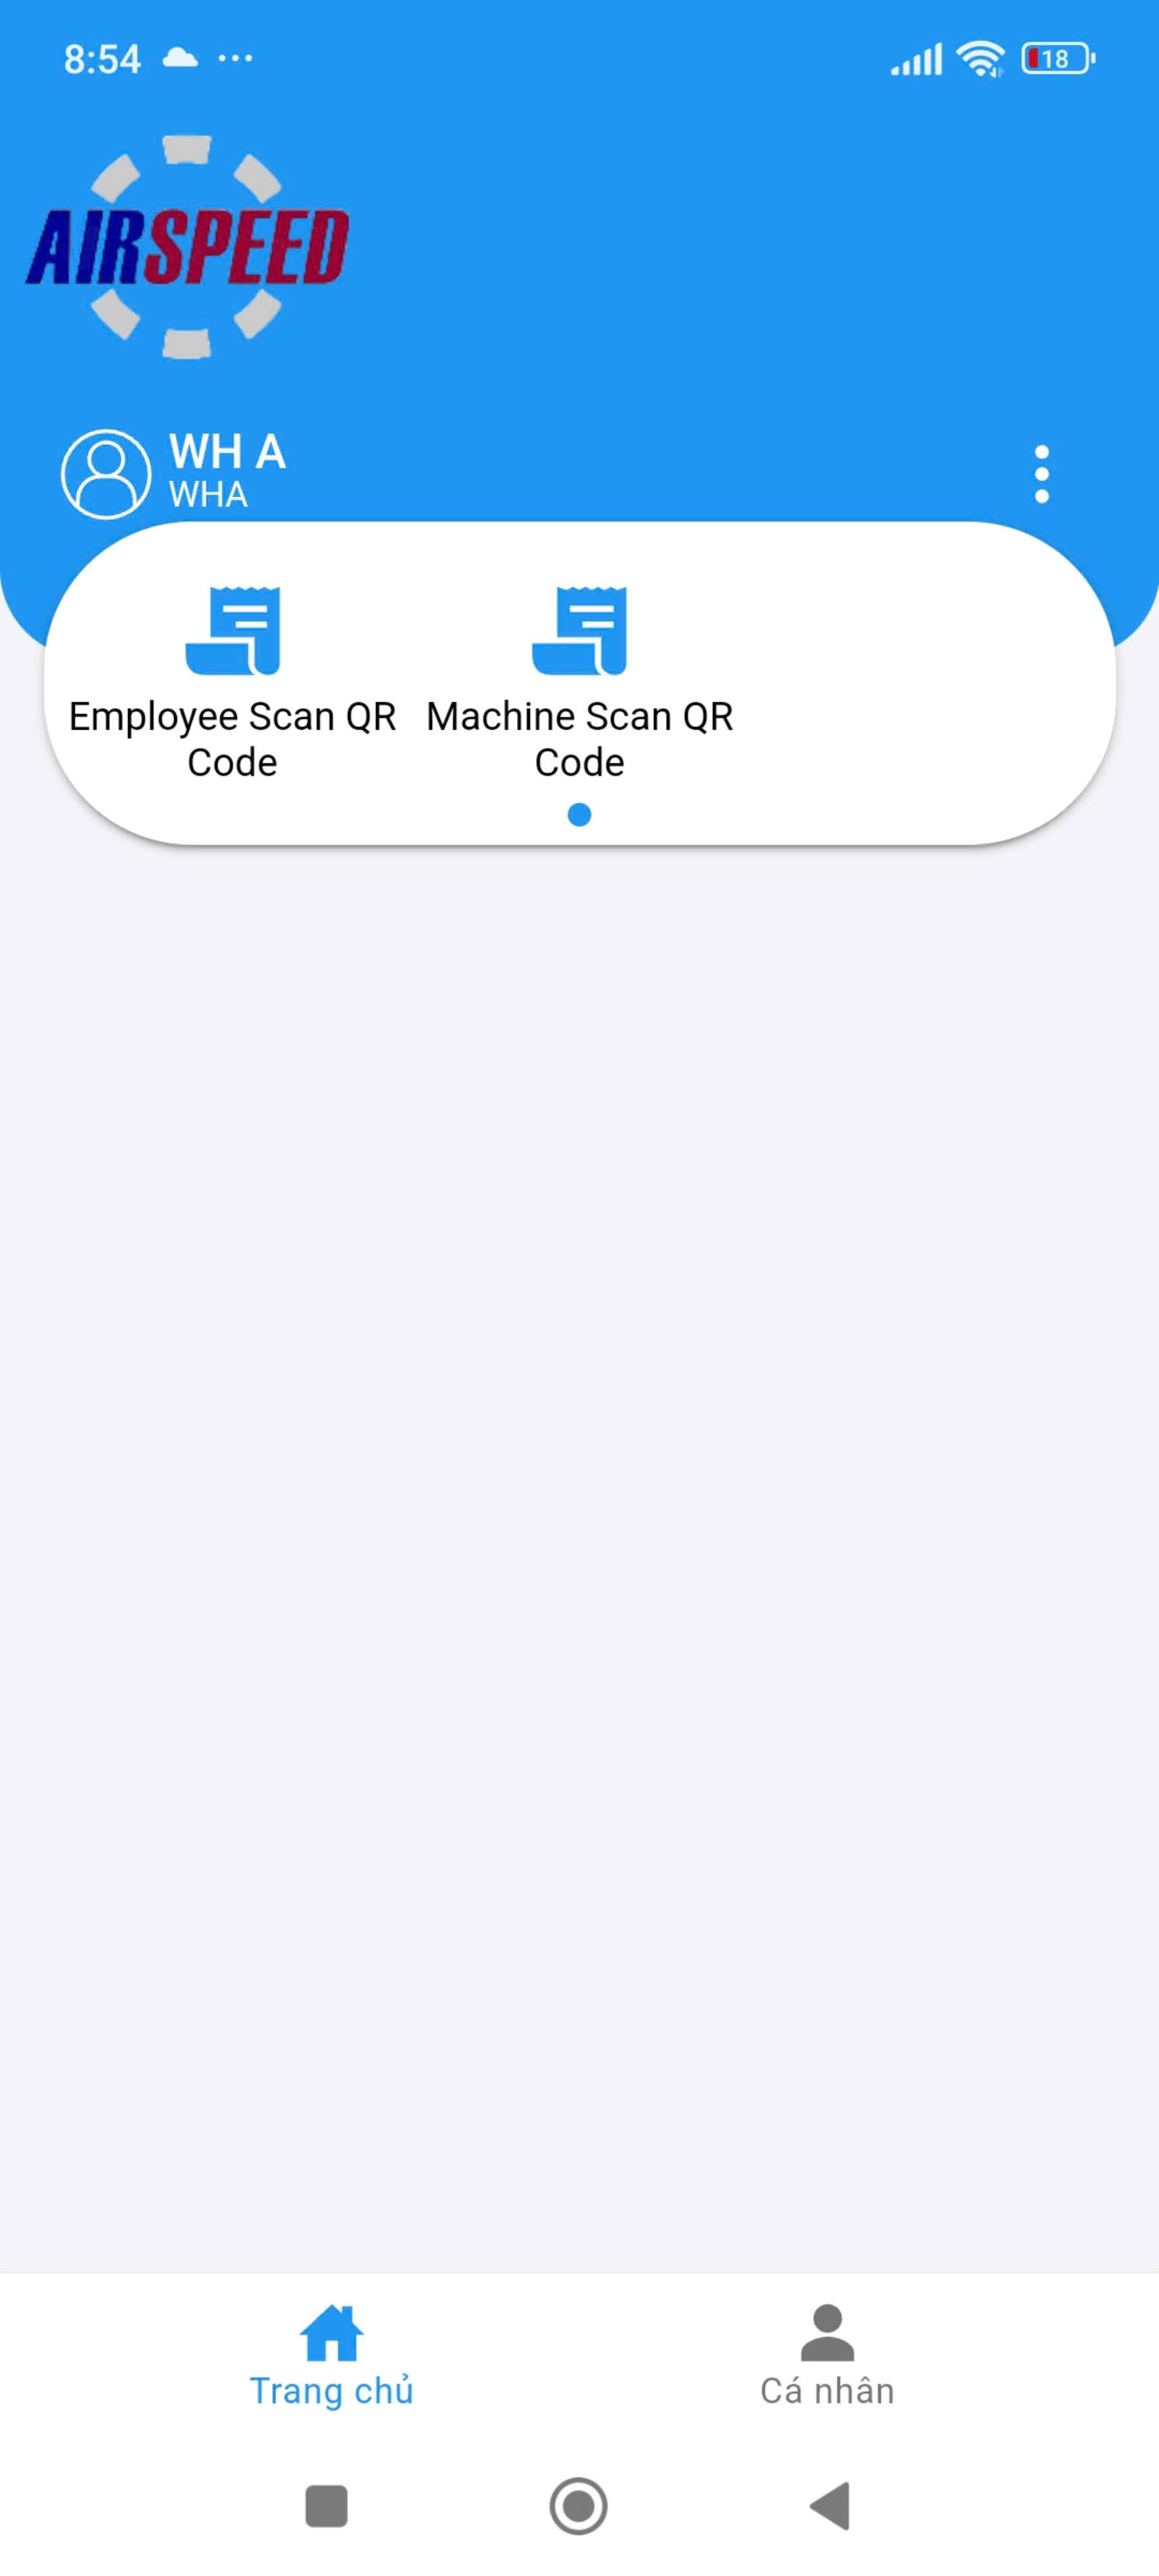 8:54
18
AIRSPEED
WH A
WHA
Employee Scan QR Code
Machine Scan QR Code
Trang chủ
Cá nhân